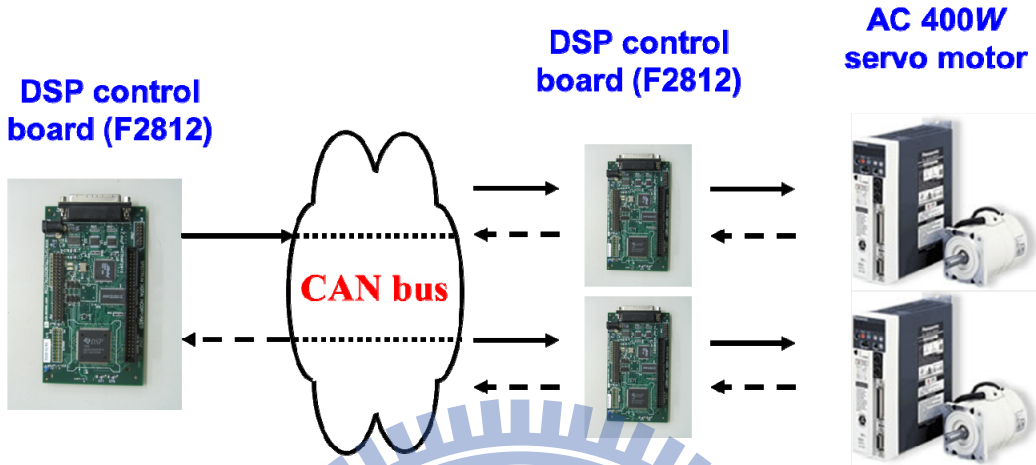 DSP control
board (F2812)
CAN bus
DSP control
board (F2812)
AC 400W
servo motor